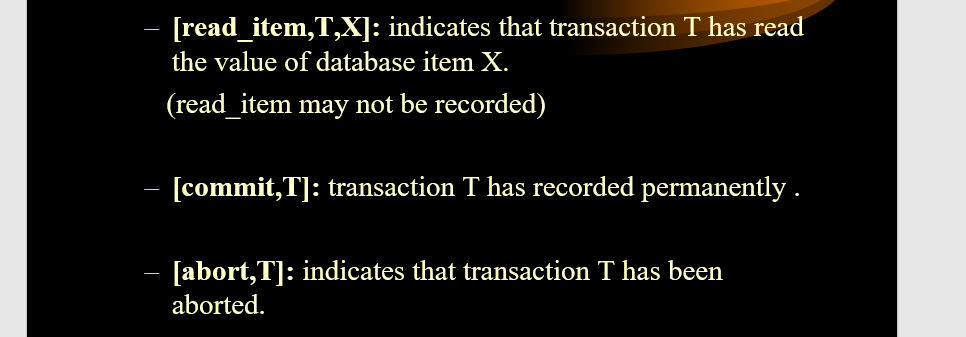 – [read_item,T,X]: indicates that transaction T has read
the value of database item X.
(read_item may not be recorded)
– [commit,T]: transaction T has recorded permanently .
– [abort,T]: indicates that transaction T has been
aborted.